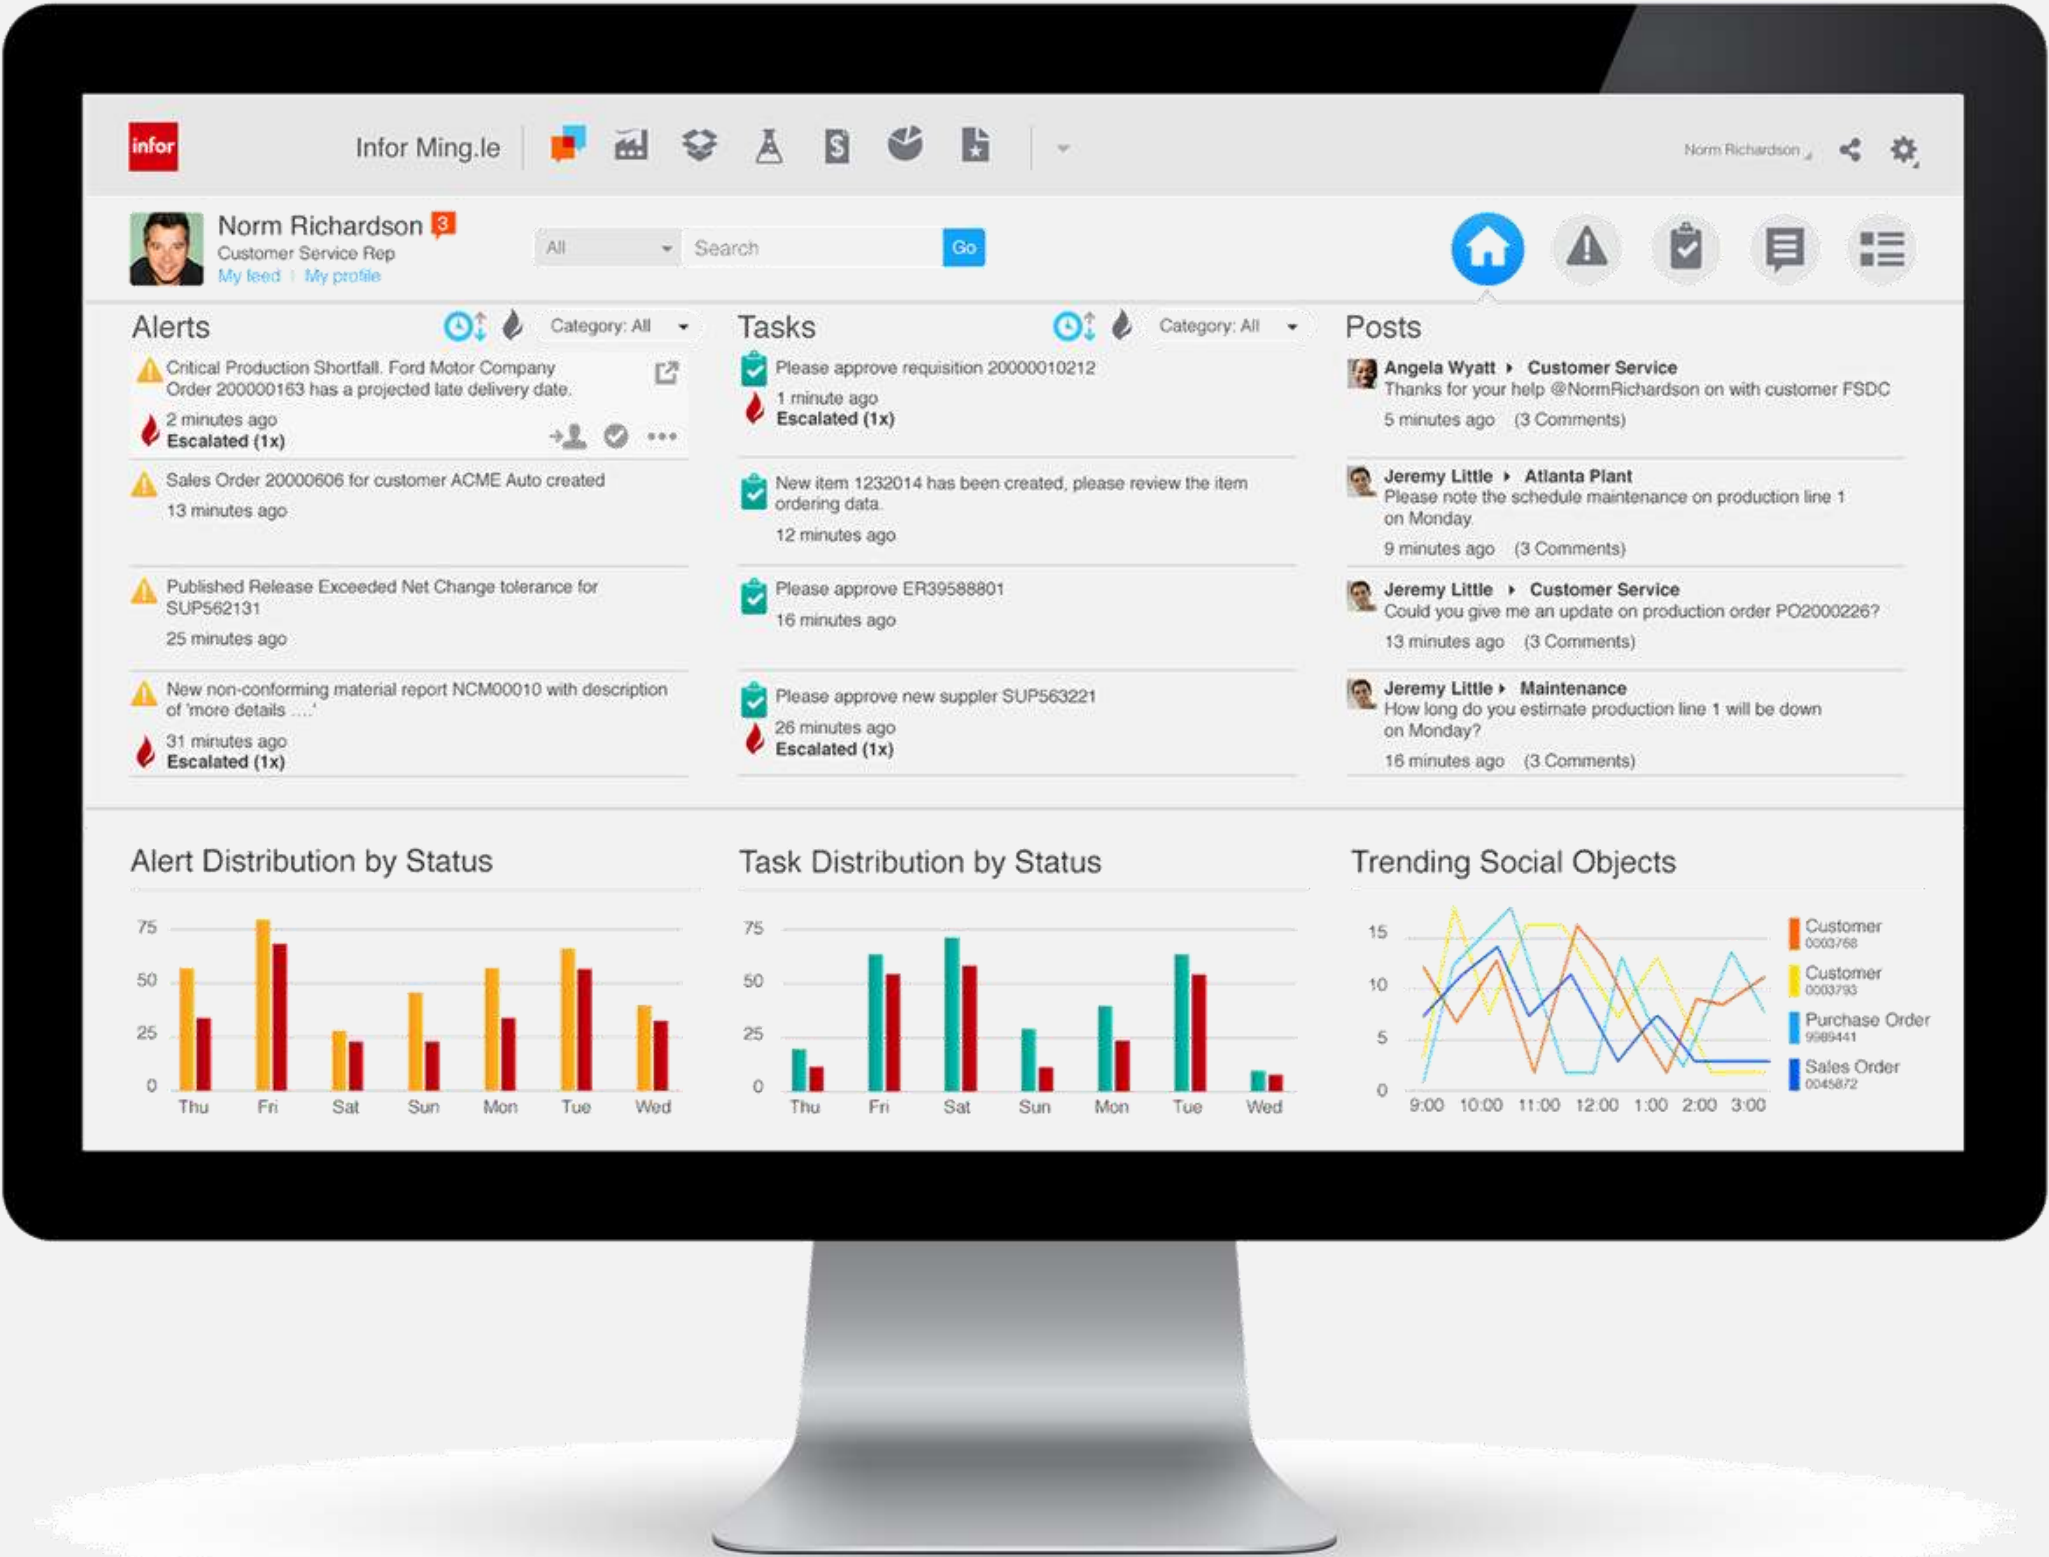 infor
Infor Ming.le
Norm Richardson
Norm Richardson 3
Customer Service Rep
My feed | My profile
All
Search
Go
Alerts
Category: All
Critical Production Shortfall. Ford Motor Company
Order 200000163 has a projected late delivery date.
2 minutes ago
Escalated (1x)
Sales Order 20000606 for customer ACME Auto created
13 minutes ago
Published Release Exceeded Net Change tolerance for
SUP562131
25 minutes ago
New non-conforming material report NCM00010 with description
of 'more details ....'
31 minutes ago
Escalated (1x)
Tasks
Category: All
Please approve requisition 20000010212
1 minute ago
Escalated (1x)
New item 1232014 has been created, please review the item
ordering data.
12 minutes ago
Please approve ER39588801
16 minutes ago
Please approve new suppler SUP563221
26 minutes ago
Escalated (1x)
Posts
Angela Wyatt Customer Service
Thanks for your help @NormRichardson on with customer FSDC
5 minutes ago (3 Comments)
Jeremy Little Atlanta Plant
Please note the schedule maintenance on production line 1
on Monday.
9 minutes ago (3 Comments)
Jeremy Little Customer Service
Could you give me an update on production order PO2000226?
13 minutes ago (3 Comments)
Jeremy Little Maintenance
How long do you estimate production line 1 will be down
on Monday?
16 minutes ago (3 Comments)
Alert Distribution by Status
75
50
25
0
Thu Fri Sat Sun Mon Tue Wed
Task Distribution by Status
75
50
25
0
Thu Fri Sat Sun Mon Tue Wed
Trending Social Objects
15
10
5
0
9:00 10:00 11:00 12:00 1:00 2:00 3:00
Customer
0003768
Customer
0003793
Purchase Order
9989441
Sales Order
0045872